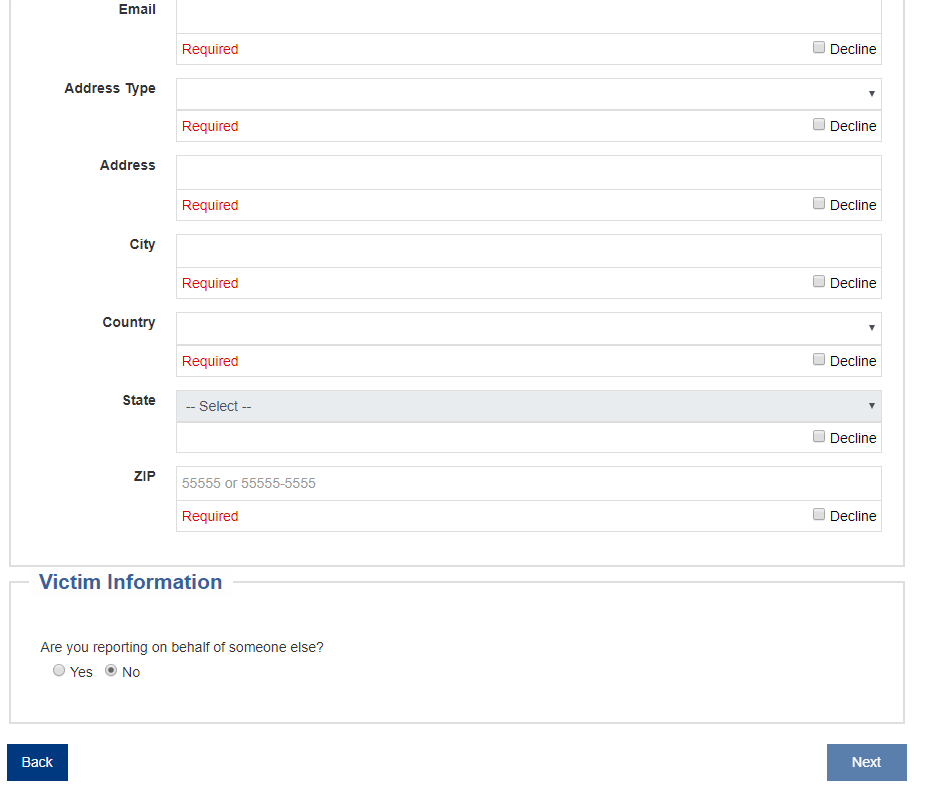 Email
Required Decline
Address Type
Required Decline
Address
Required Decline
City
Required Decline
Country
Required Decline
State
-- Select --
Decline
ZIP
55555 or 55555-5555
Required Decline
Victim Information
Are you reporting on behalf of someone else?
Yes No
Back Next